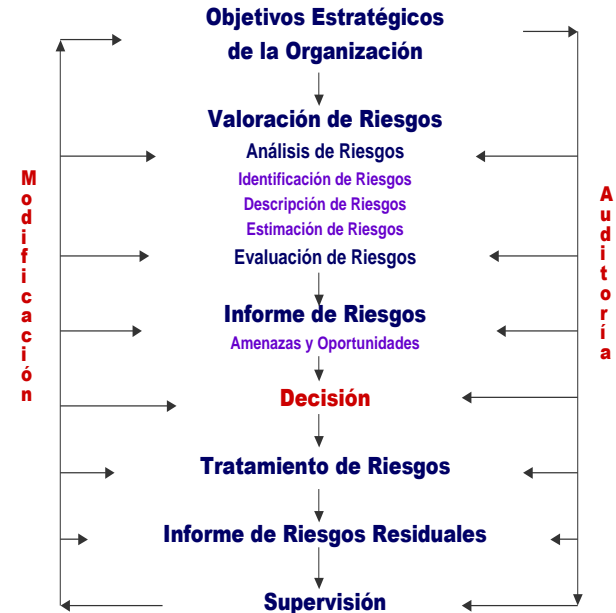 Objetivos Estratégicos
de la Organización
Valoración de Riesgos
Análisis de Riesgos
Identificación de Riesgos
Descripción de Riesgos
Estimación de Riesgos
Evaluación de Riesgos
Informe de Riesgos
Amenazas y Oportunidades
Decisión
Tratamiento de Riesgos
Informe de Riesgos Residuales
Supervisión
Modificación
Auditoría